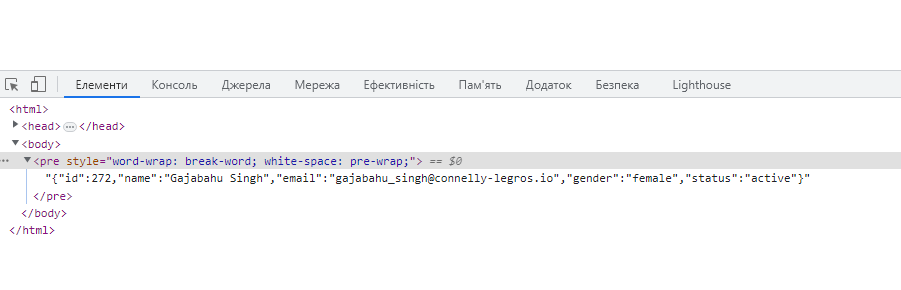 Елементи Консоль Джерела Мережа Ефективність Пам'ять Додаток Безпека Lighthouse
<html>
<head>…</head>
<body>
<pre style="word-wrap: break-word; white-space: pre-wrap;"> == $0
"{"id":272,"name":"Gajabahu Singh","email":"gajabahu_singh@connelly-legros.io","gender":"female","status":"active"}"
</pre>
</body>
</html>